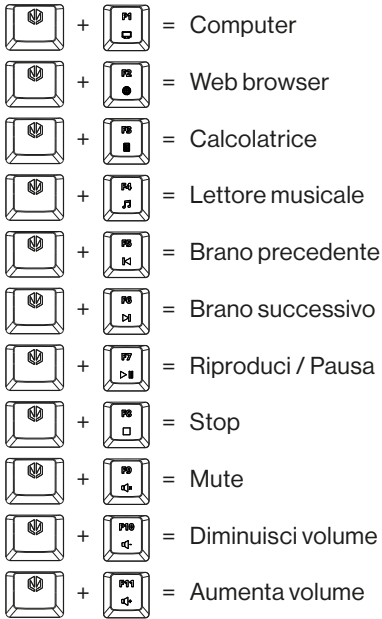 + F1 = Computer
+ F2 = Web browser
+ F3 = Calcolatrice
+ F4 = Lettore musicale
+ F5 = Brano precedente
+ F6 = Brano successivo
+ F7 = Riproduci / Pausa
+ F8 = Stop
+ F9 = Mute
+ F10 = Diminuisci volume
+ F11 = Aumenta volume